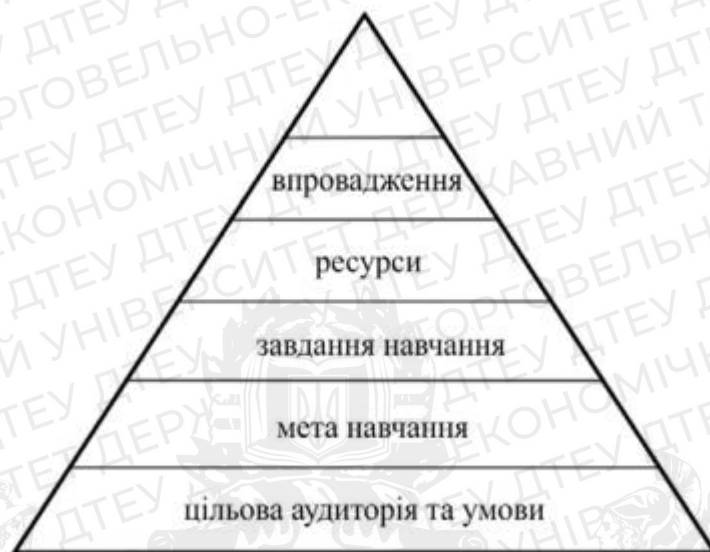 впровадження
ресурси
завдання навчання
мета навчання
цільова аудиторія та умови